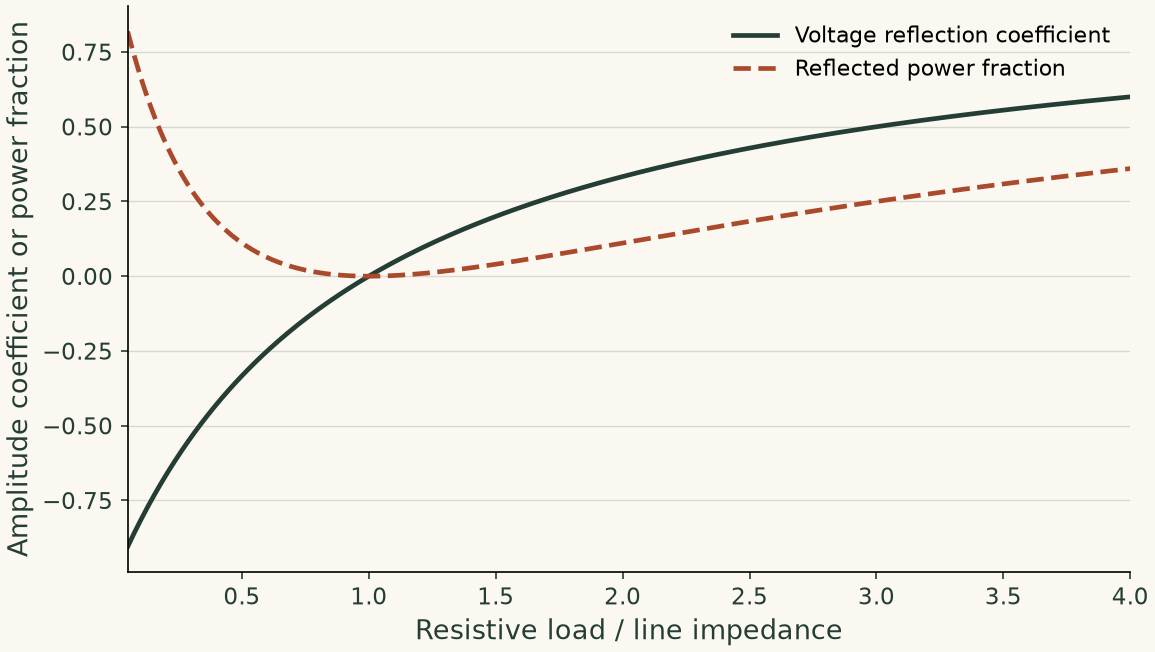 Amplitude coefficient or power fraction
0.75
0.50
0.25
0.00
−0.25
−0.50
−0.75
Voltage reflection coefficient
Reflected power fraction
0.5 1.0 1.5 2.0 2.5 3.0 3.5 4.0
Resistive load / line impedance